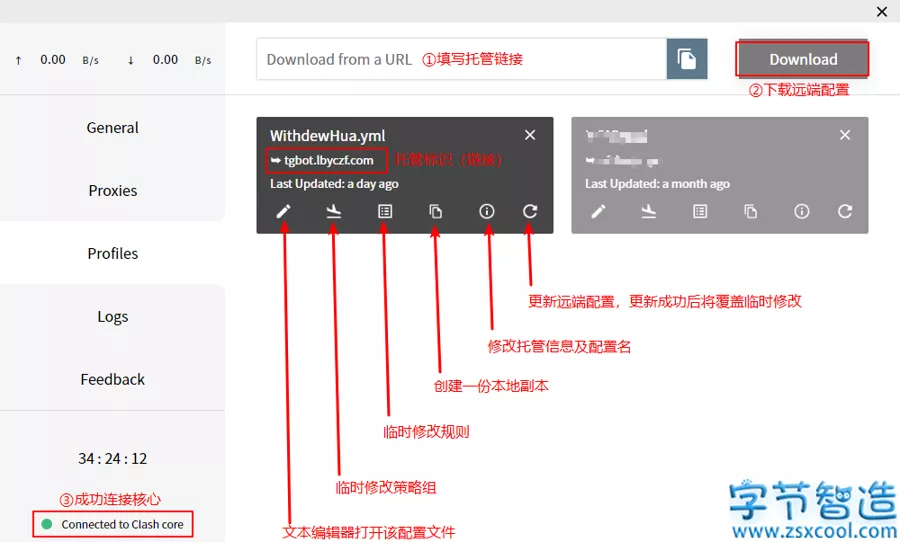 ↑ 0.00 B/s ↓ 0.00 B/s
Download from a URL ①填写托管链接
Download
②下载远端配置
General
Proxies
Profiles
Logs
Feedback
34 : 24 : 12
③成功连接核心
Connected to Clash core
WithdewHua.yml
tgbot.lbyczf.com 托管标识（链接）
Last Updated: a day ago
Last Updated: a month ago
更新远端配置，更新成功后将覆盖临时修改
修改托管信息及配置名
创建一份本地副本
临时修改规则
临时修改策略组
文本编辑器打开该配置文件
字节智造
www.zsxcool.com